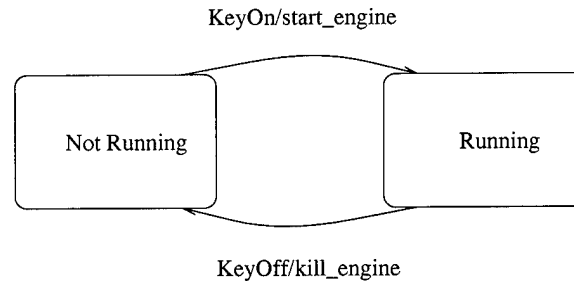 KeyOn/start_engine
Not Running
Running
KeyOff/kill_engine